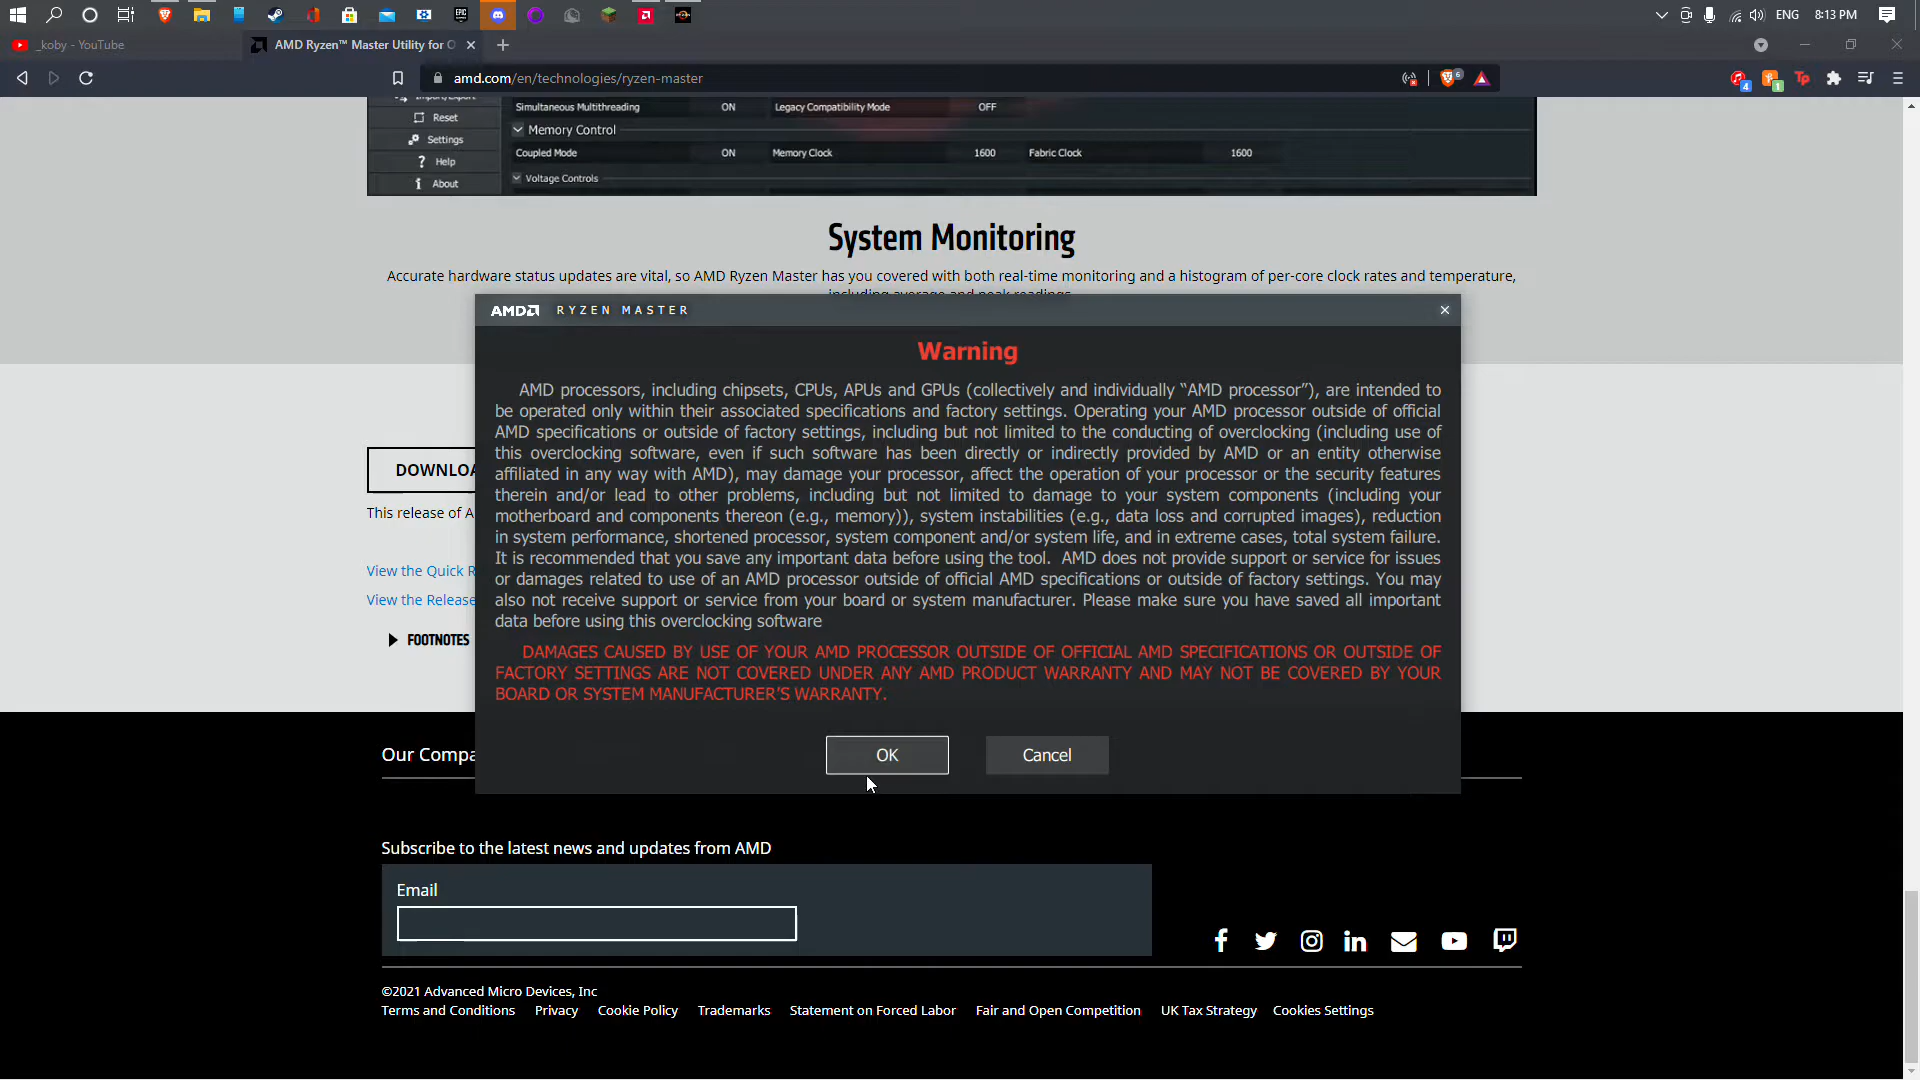 ENG
8:13 PM
_koby - YouTube
AMD Ryzen™ Master Utility for O
amd.com/en/technologies/ryzen-master
6
4
Tp
1
Import/Export
Simultaneous Multithreading ON Legacy Compatibility Mode OFF
Reset
Memory Control
Settings
Coupled Mode ON Memory Clock 1600 Fabric Clock 1600
Help
Voltage Controls
About
System Monitoring
Accurate hardware status updates are vital, so AMD Ryzen Master has you covered with both real-time monitoring and a histogram of per-core clock rates and temperature,
including average and peak readings.
AMD RYZEN MASTER
Warning
AMD processors, including chipsets, CPUs, APUs and GPUs (collectively and individually “AMD processor”), are intended to
be operated only within their associated specifications and factory settings. Operating your AMD processor outside of official
AMD specifications or outside of factory settings, including but not limited to the conducting of overclocking (including use of
this overclocking software, even if such software has been directly or indirectly provided by AMD or an entity otherwise
affiliated in any way with AMD), may damage your processor, affect the operation of your processor or the security features
therein and/or lead to other problems, including but not limited to damage to your system components (including your
motherboard and components thereon (e.g., memory)), system instabilities (e.g., data loss and corrupted images), reduction
in system performance, shortened processor, system component and/or system life, and in extreme cases, total system failure.
It is recommended that you save any important data before using the tool. AMD does not provide support or service for issues
or damages related to use of an AMD processor outside of official AMD specifications or outside of factory settings. You may
also not receive support or service from your board or system manufacturer. Please make sure you have saved all important
data before using this overclocking software
DAMAGES CAUSED BY USE OF YOUR AMD PROCESSOR OUTSIDE OF OFFICIAL AMD SPECIFICATIONS OR OUTSIDE OF
FACTORY SETTINGS ARE NOT COVERED UNDER ANY AMD PRODUCT WARRANTY AND MAY NOT BE COVERED BY YOUR
BOARD OR SYSTEM MANUFACTURER’S WARRANTY.
OK Cancel
DOWNLOA
This release of A
View the Quick R
View the Release
FOOTNOTES
Our Compa
Subscribe to the latest news and updates from AMD
Email
©2021 Advanced Micro Devices, Inc
Terms and Conditions Privacy Cookie Policy Trademarks Statement on Forced Labor Fair and Open Competition UK Tax Strategy Cookies Settings